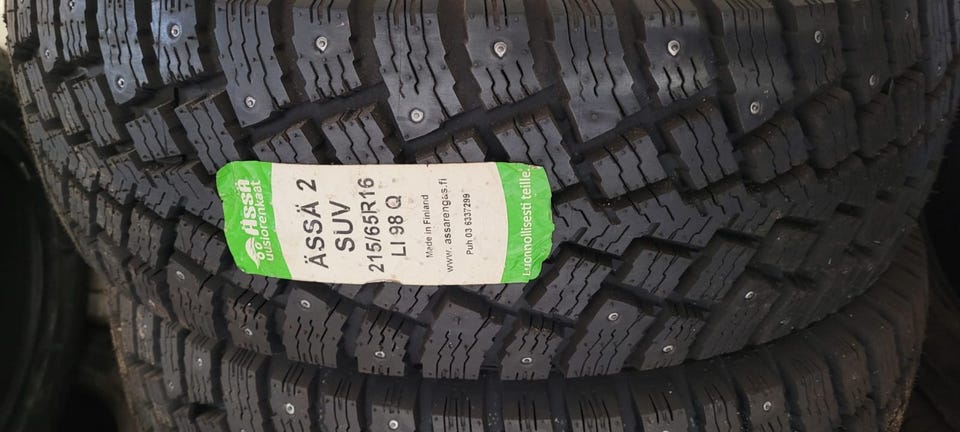 Ässä
uusiorenkaat
ÄSSÄ 2
SUV
215/65R16
LI 98 Q
Made in Finland
www. assarengas.fi
Puh 03 6337299
Luonnollisesti teille.